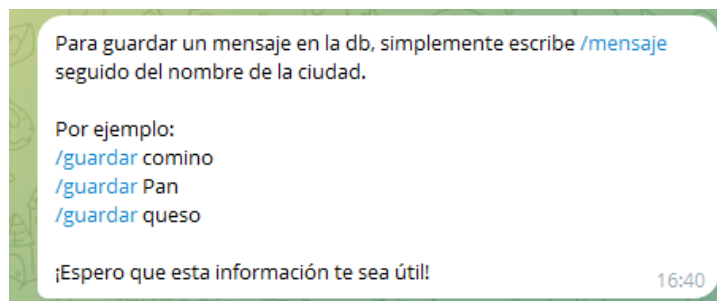 Para guardar un mensaje en la db, simplemente escribe /mensaje
seguido del nombre de la ciudad.
Por ejemplo:
/guardar comino
/guardar Pan
/guardar queso
¡Espero que esta información te sea útil!
16:40